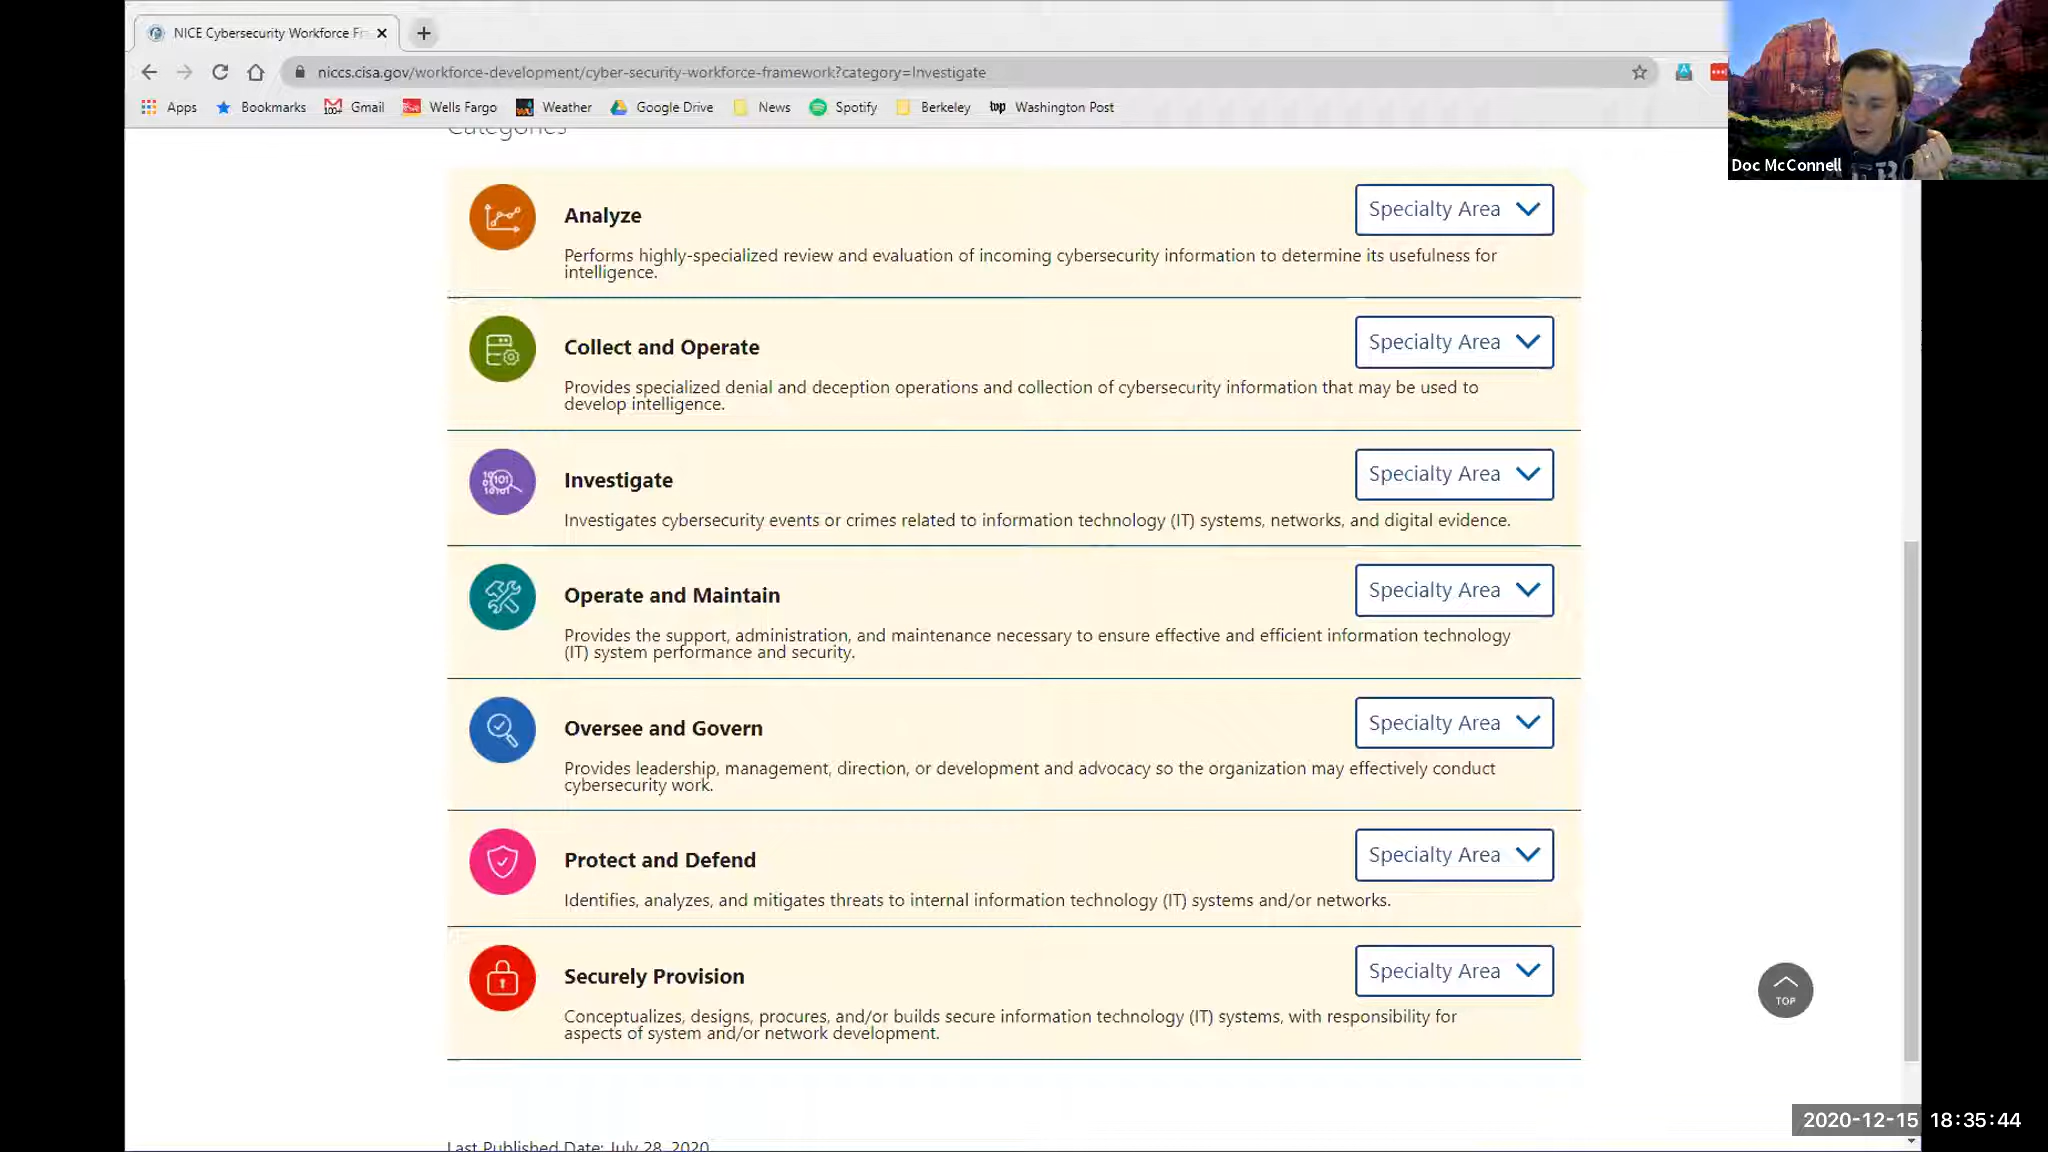 NICE Cybersecurity Workforce Fr
niccs.cisa.gov/workforce-development/cyber-security-workforce-framework?category=Investigate
Apps Bookmarks Gmail Wells Fargo Weather Google Drive News Spotify Berkeley wp Washington Post
Doc McConnell
Categories
Analyze
Specialty Area
Performs highly-specialized review and evaluation of incoming cybersecurity information to determine its usefulness for
intelligence.
Collect and Operate
Specialty Area
Provides specialized denial and deception operations and collection of cybersecurity information that may be used to
develop intelligence.
Investigate
Specialty Area
Investigates cybersecurity events or crimes related to information technology (IT) systems, networks, and digital evidence.
Operate and Maintain
Specialty Area
Provides the support, administration, and maintenance necessary to ensure effective and efficient information technology
(IT) system performance and security.
Oversee and Govern
Specialty Area
Provides leadership, management, direction, or development and advocacy so the organization may effectively conduct
cybersecurity work.
Protect and Defend
Specialty Area
Identifies, analyzes, and mitigates threats to internal information technology (IT) systems and/or networks.
Securely Provision
Specialty Area
Conceptualizes, designs, procures, and/or builds secure information technology (IT) systems, with responsibility for
aspects of system and/or network development.
TOP
Last Published Date: July 28, 2020
2020-12-15 18:35:44